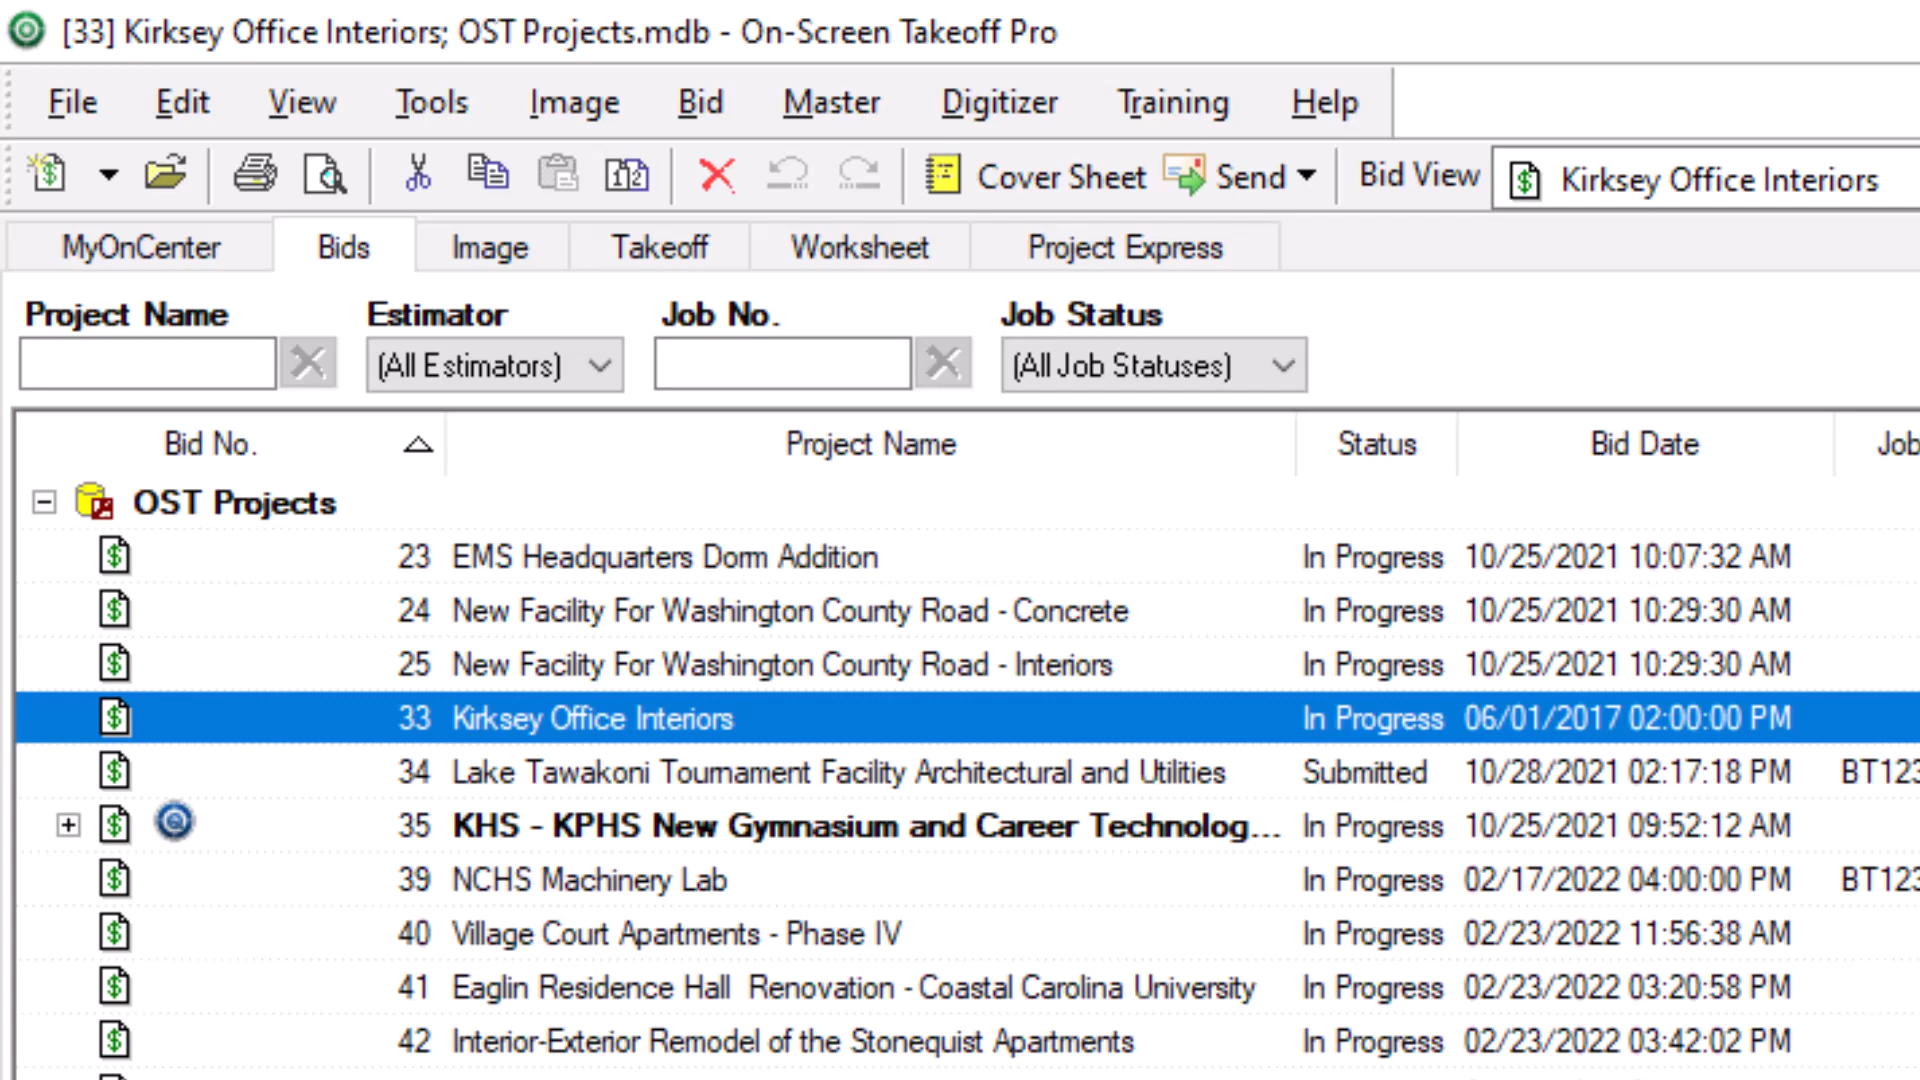 [33] Kirksey Office Interiors; OST Projects.mdb - On-Screen Takeoff Pro
File Edit View Tools Image Bid Master Digitizer Training Help
Cover Sheet Send Bid View Kirksey Office Interiors
MyOnCenter Bids Image Takeoff Worksheet Project Express
Project Name Estimator Job No. Job Status
(All Estimators) (All Job Statuses)
Bid No. Project Name Status Bid Date Job
OST Projects
23 EMS Headquarters Dorm Addition In Progress 10/25/2021 10:07:32 AM
24 New Facility For Washington County Road - Concrete In Progress 10/25/2021 10:29:30 AM
25 New Facility For Washington County Road - Interiors In Progress 10/25/2021 10:29:30 AM
33 Kirksey Office Interiors In Progress 06/01/2017 02:00:00 PM
34 Lake Tawakoni Tournament Facility Architectural and Utilities Submitted 10/28/2021 02:17:18 PM BT123
35 KHS - KPHS New Gymnasium and Career Technolog... In Progress 10/25/2021 09:52:12 AM
39 NCHS Machinery Lab In Progress 02/17/2022 04:00:00 PM BT123
40 Village Court Apartments - Phase IV In Progress 02/23/2022 11:56:38 AM
41 Eaglin Residence Hall Renovation - Coastal Carolina University In Progress 02/23/2022 03:20:58 PM
42 Interior-Exterior Remodel of the Stonequist Apartments In Progress 02/23/2022 03:42:02 PM